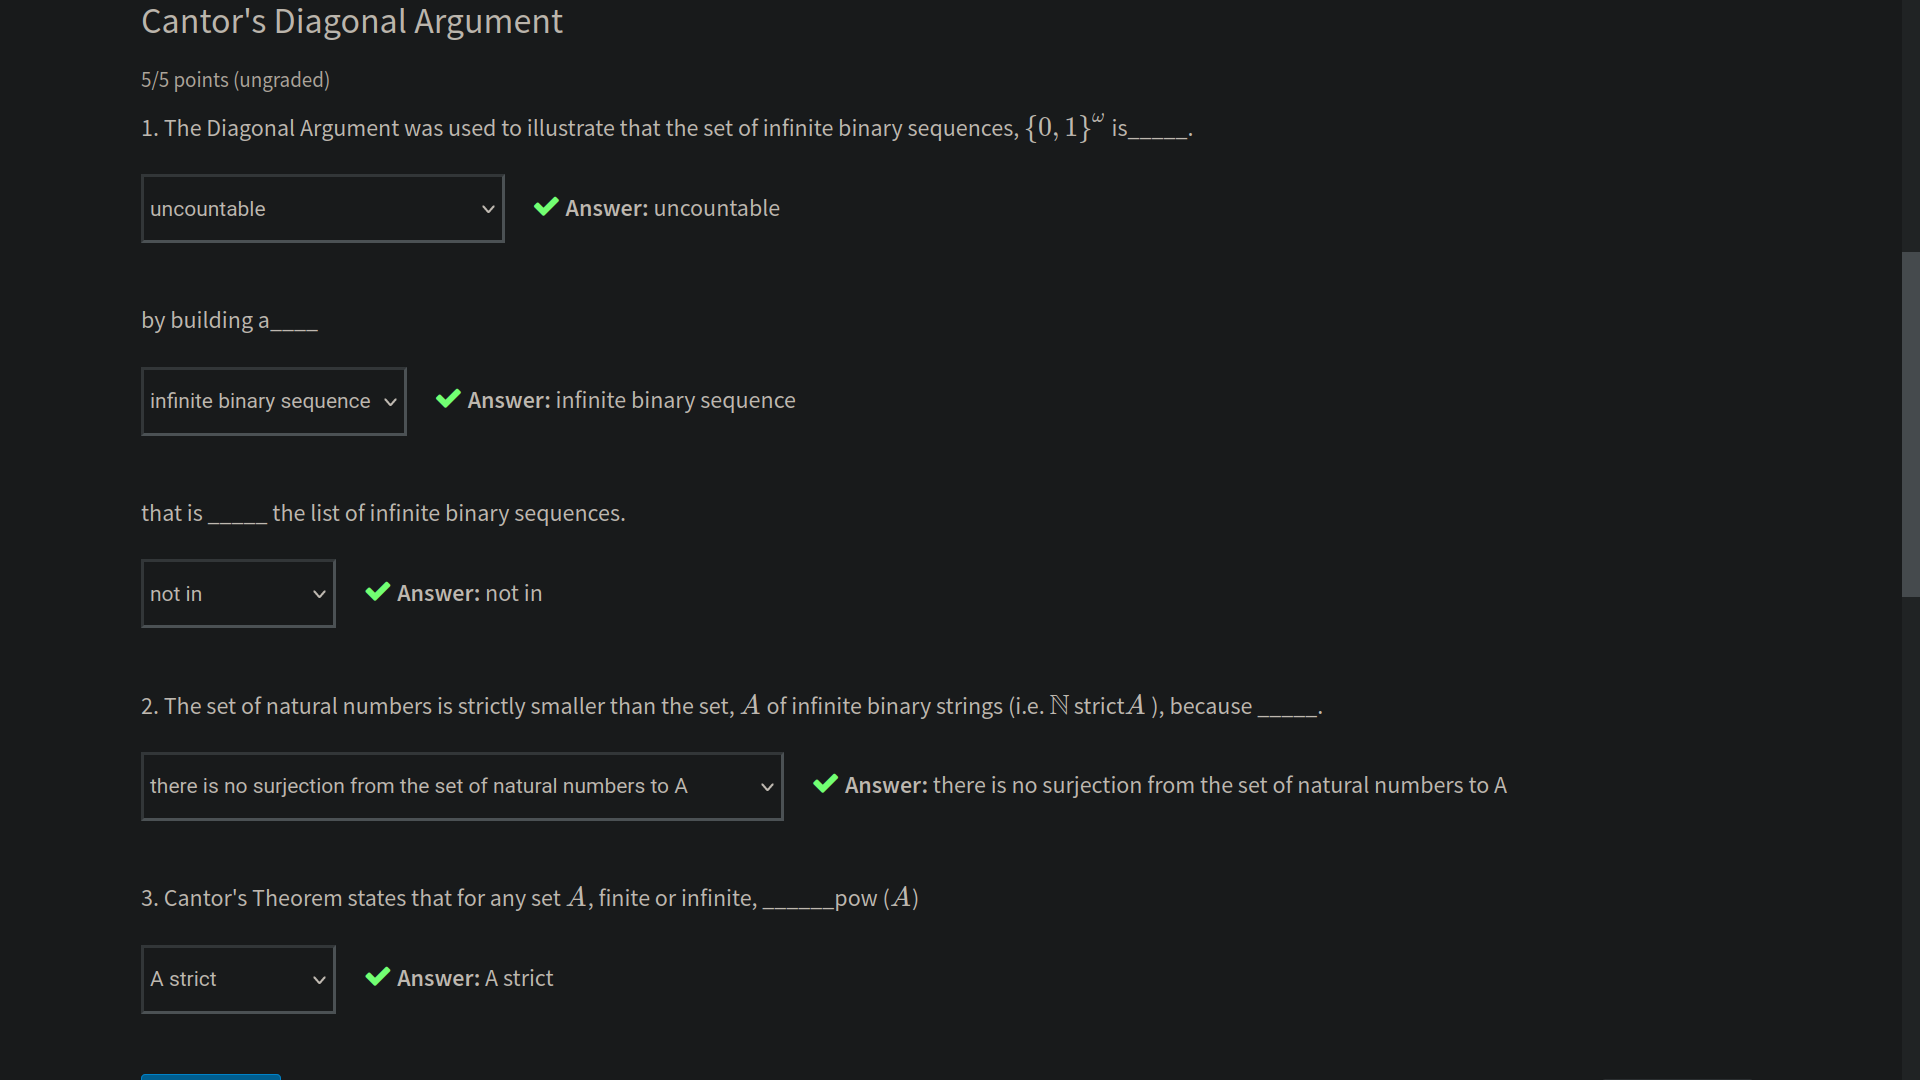 Cantor's Diagonal Argument
5/5 points (ungraded)
1. The Diagonal Argument was used to illustrate that the set of infinite binary sequences, {0, 1}^ω is_____.
uncountable
Answer: uncountable
by building a____
infinite binary sequence
Answer: infinite binary sequence
that is _____ the list of infinite binary sequences.
not in
Answer: not in
2. The set of natural numbers is strictly smaller than the set, A of infinite binary strings (i.e. ℕ strictA ), because _____.
there is no surjection from the set of natural numbers to A
Answer: there is no surjection from the set of natural numbers to A
3. Cantor's Theorem states that for any set A, finite or infinite, ______pow (A)
A strict
Answer: A strict